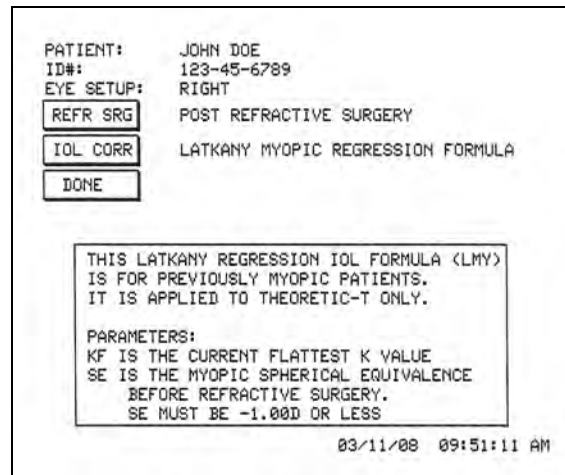 PATIENT: JOHN DOE
ID#: 123-45-6789
EYE SETUP: RIGHT
REFR SRG POST REFRACTIVE SURGERY
IOL CORR LATKANY MYOPIC REGRESSION FORMULA
DONE
THIS LATKANY REGRESSION IOL FORMULA (LMY)
IS FOR PREVIOUSLY MYOPIC PATIENTS.
IT IS APPLIED TO THEORETIC-T ONLY.
PARAMETERS:
KF IS THE CURRENT FLATTEST K VALUE
SE IS THE MYOPIC SPHERICAL EQUIVALENCE
BEFORE REFRACTIVE SURGERY.
SE MUST BE -1.00D OR LESS
03/11/08 09:51:11 AM